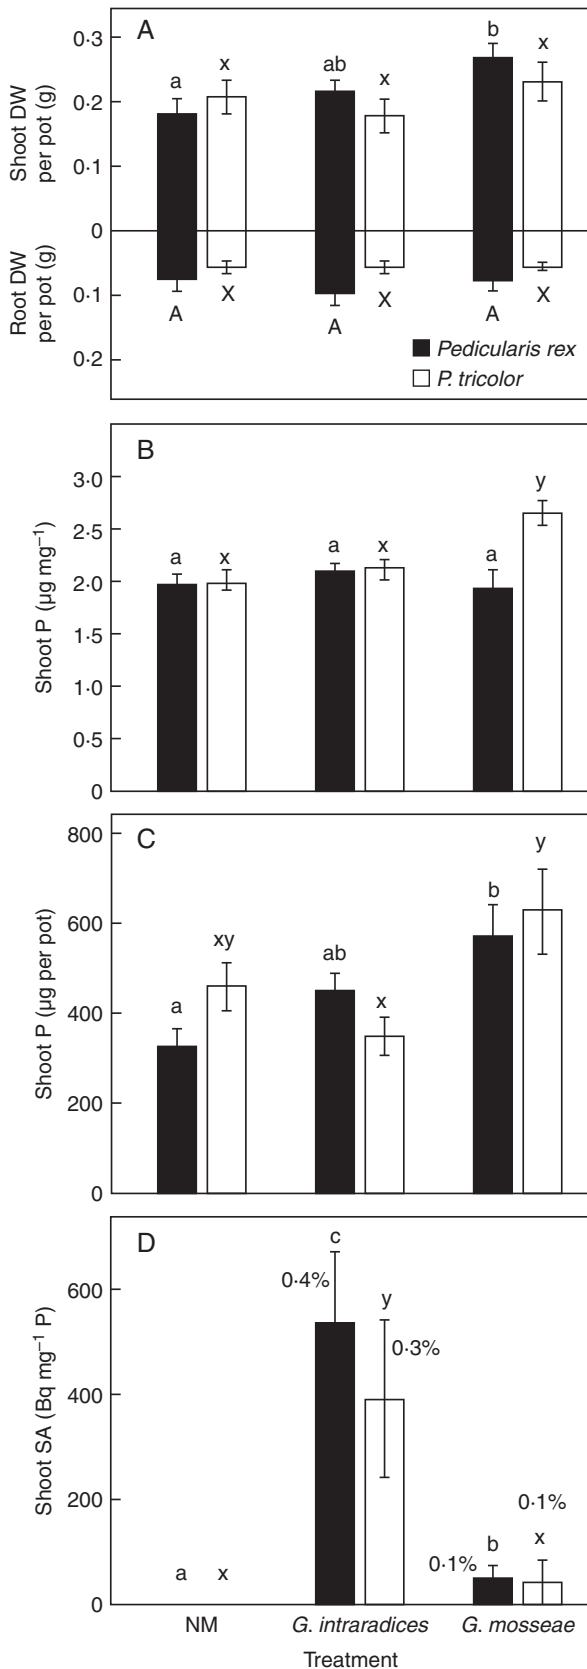 A
0·3
0·2
0·1
0
0·1
0·2
Shoot DW
per pot (g)
Root DW
per pot (g)
a x ab x b x
A X A X A X
Pedicularis rex
P. tricolor
B
3·0
2·5
2·0
1·5
1·0
0·5
0
Shoot P (µg mg–1)
a x a x a y
C
800
600
400
200
0
Shoot P (µg per pot)
a xy ab x b y
D
600
400
200
0
Shoot SA (Bq mg–1 P)
a x
0·4% c
y 0·3%
0·1% b
0·1%
x
NM G. intraradices G. mosseae
Treatment